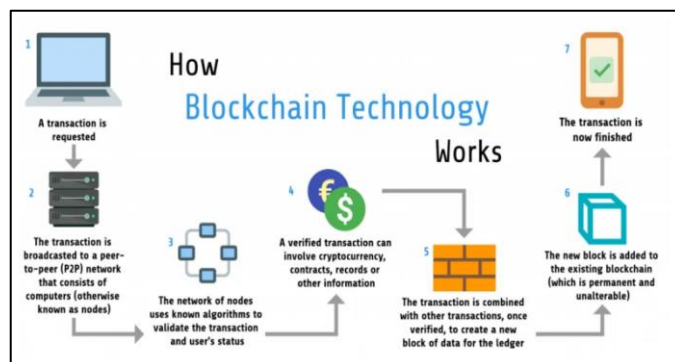 How
Blockchain Technology
Works
1
A transaction is
requested
2
The transaction is
broadcasted to a peer-
to-peer (P2P) network
that consists of
computers (otherwise
known as nodes)
3
The network of nodes
uses known algorithms to
validate the transaction
and user's status
4
€
$
A verified transaction can
involve cryptocurrency,
contracts, records or
other information
5
The transaction is combined
with other transactions, once
verified, to create a new
block of data for the ledger
6
The new block is added to
the existing blockchain
(which is permanent and
unalterable)
7
The transaction is
now finished